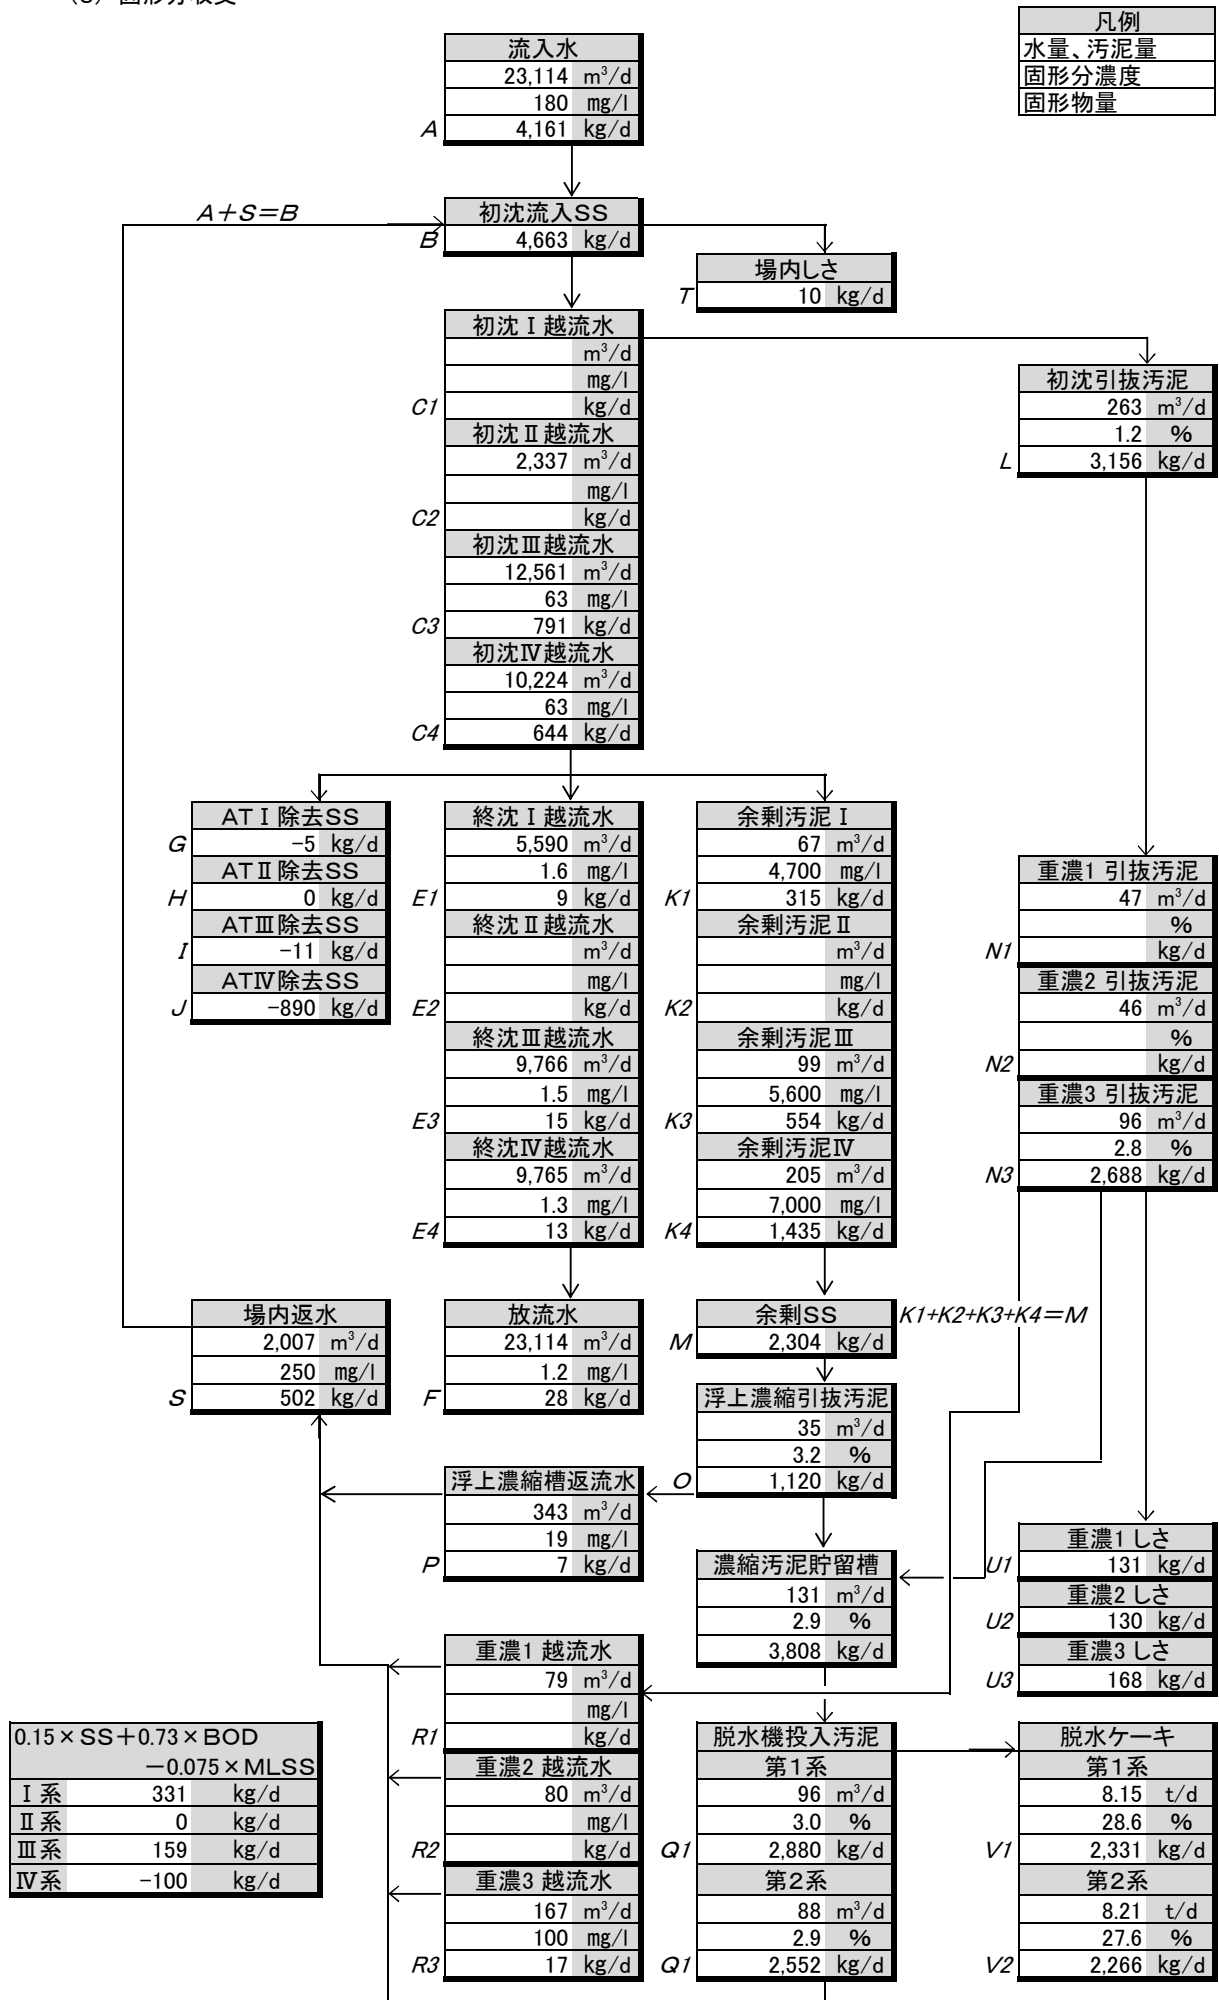 凡例
水量、汚泥量
固形分濃度
固形物量
流入水
23,114 m³/d
180 mg/l
A 4,161 kg/d
A+S=B
初沈流入SS
B 4,663 kg/d
場内しさ
T 10 kg/d
初沈Ⅰ越流水
m³/d
mg/l
C1 kg/d
初沈Ⅱ越流水
2,337 m³/d
mg/l
C2 kg/d
初沈Ⅲ越流水
12,561 m³/d
63 mg/l
C3 791 kg/d
初沈Ⅳ越流水
10,224 m³/d
63 mg/l
C4 644 kg/d
初沈引抜汚泥
263 m³/d
1.2 %
L 3,156 kg/d
ATⅠ除去SS
G -5 kg/d
ATⅡ除去SS
H 0 kg/d
ATⅢ除去SS
I -11 kg/d
ATⅣ除去SS
J -890 kg/d
終沈Ⅰ越流水
5,590 m³/d
1.6 mg/l
E1 9 kg/d
終沈Ⅱ越流水
m³/d
mg/l
E2 kg/d
終沈Ⅲ越流水
9,766 m³/d
1.5 mg/l
E3 15 kg/d
終沈Ⅳ越流水
9,765 m³/d
1.3 mg/l
E4 13 kg/d
余剰汚泥Ⅰ
67 m³/d
4,700 mg/l
K1 315 kg/d
余剰汚泥Ⅱ
m³/d
mg/l
K2 kg/d
余剰汚泥Ⅲ
99 m³/d
5,600 mg/l
K3 554 kg/d
余剰汚泥Ⅳ
205 m³/d
7,000 mg/l
K4 1,435 kg/d
重濃1 引抜汚泥
47 m³/d
%
N1 kg/d
重濃2 引抜汚泥
46 m³/d
%
N2 kg/d
重濃3 引抜汚泥
96 m³/d
2.8 %
N3 2,688 kg/d
場内返水
2,007 m³/d
250 mg/l
S 502 kg/d
放流水
23,114 m³/d
1.2 mg/l
F 28 kg/d
余剰SS
M 2,304 kg/d
K1+K2+K3+K4=M
浮上濃縮引抜汚泥
35 m³/d
3.2 %
O 1,120 kg/d
浮上濃縮槽返流水
343 m³/d
19 mg/l
P 7 kg/d
濃縮汚泥貯留槽
131 m³/d
2.9 %
3,808 kg/d
重濃1 しさ
U1 131 kg/d
重濃2 しさ
U2 130 kg/d
重濃3 しさ
U3 168 kg/d
重濃1 越流水
79 m³/d
mg/l
R1 kg/d
重濃2 越流水
80 m³/d
mg/l
R2 kg/d
重濃3 越流水
167 m³/d
100 mg/l
R3 17 kg/d
0.15×SS+0.73×BOD
-0.075×MLSS
Ⅰ系 331 kg/d
Ⅱ系 0 kg/d
Ⅲ系 159 kg/d
Ⅳ系 -100 kg/d
脱水機投入汚泥
第1系
96 m³/d
3.0 %
Q1 2,880 kg/d
第2系
88 m³/d
2.9 %
Q1 2,552 kg/d
脱水ケーキ
第1系
8.15 t/d
28.6 %
V1 2,331 kg/d
第2系
8.21 t/d
27.6 %
V2 2,266 kg/d